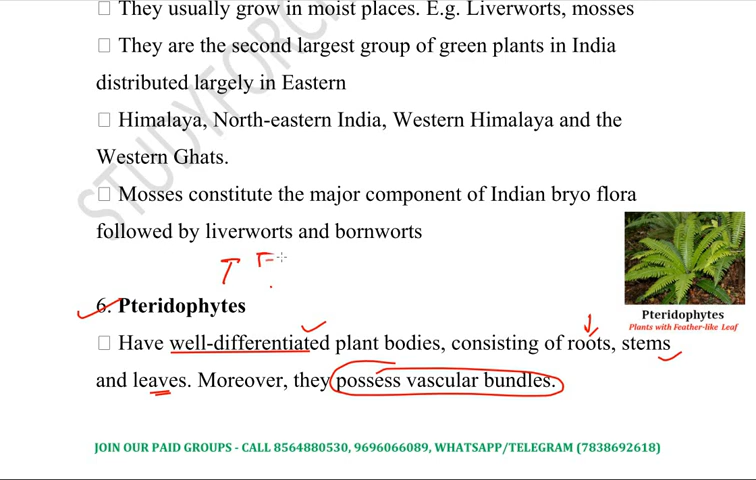 ☐ They usually grow in moist places. E.g. Liverworts, mosses
☐ They are the second largest group of green plants in India
distributed largely in Eastern
☐ Himalaya, North-eastern India, Western Himalaya and the
Western Ghats.
☐ Mosses constitute the major component of Indian bryo flora
followed by liverworts and bornworts
T F
6. Pteridophytes
☐ Have well-differentiated plant bodies, consisting of roots, stems
and leaves. Moreover, they possess vascular bundles.
Pteridophytes
Plants with Feather-like Leaf
JOIN OUR PAID GROUPS - CALL 8564880530, 9696066089, WHATSAPP/TELEGRAM (7838692618)
STUDYFORC